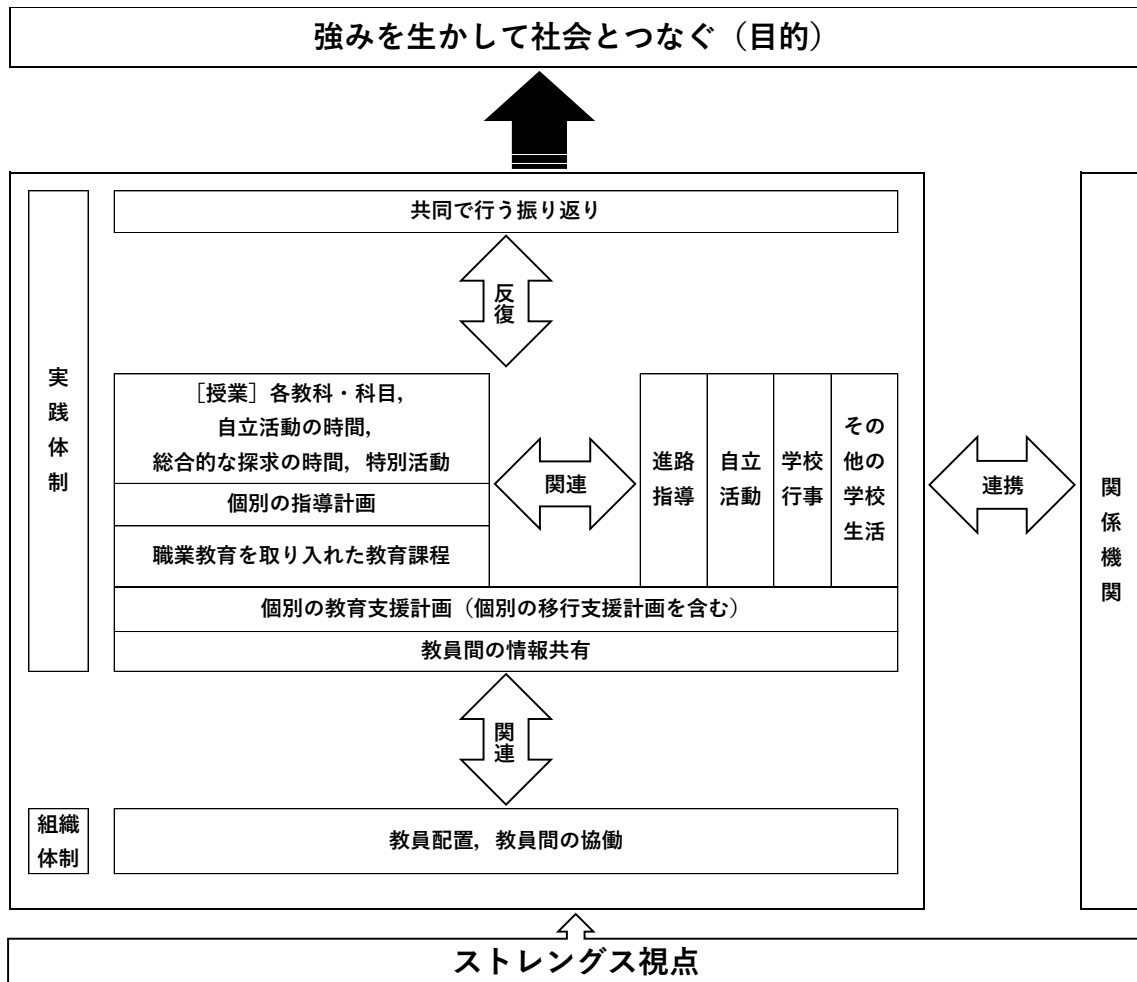 強みを生かして社会とつなぐ（目的）
共同で行う振り返り
反
復
実
践
体
制
［授業］各教科・科目，
自立活動の時間，
総合的な探求の時間，特別活動
個別の指導計画
職業教育を取り入れた教育課程
関連
進路
指導
自立
活動
学校
行事
その
他の
学校
生活
連携
関
係
機
関
個別の教育支援計画（個別の移行支援計画を含む）
教員間の情報共有
関
連
組織
体制
教員配置，教員間の協働
ストレングス視点